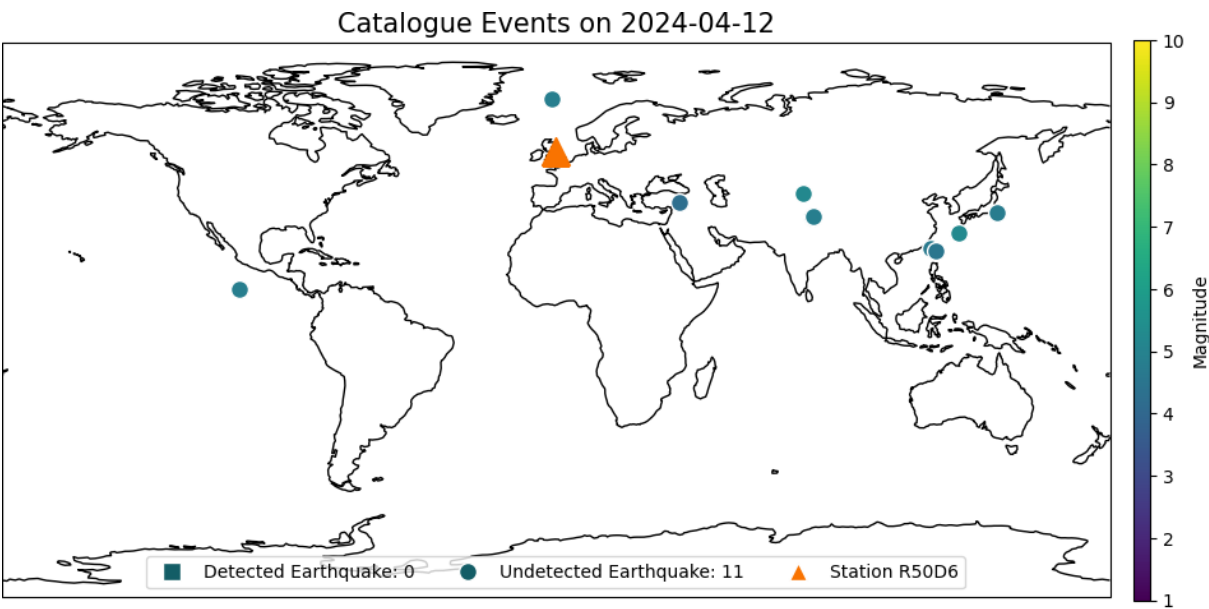 Catalogue Events on 2024-04-12
10
9
8
7
6
5
4
3
2
1
Magnitude
Detected Earthquake: 0
Undetected Earthquake: 11
Station R50D6